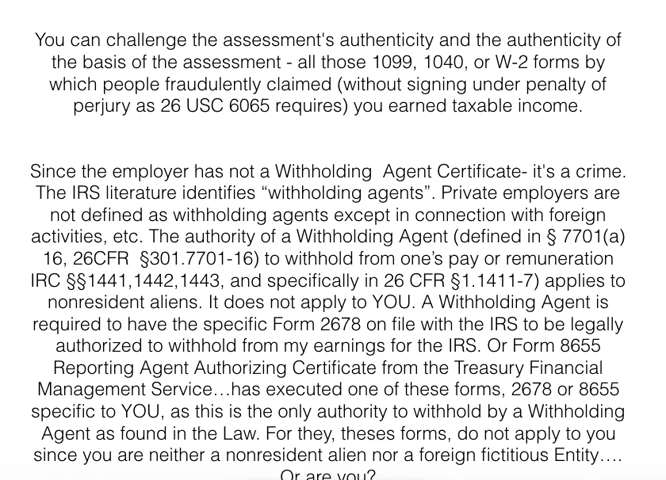 You can challenge the assessment's authenticity and the authenticity of
the basis of the assessment - all those 1099, 1040, or W-2 forms by
which people fraudulently claimed (without signing under penalty of
perjury as 26 USC 6065 requires) you earned taxable income.
Since the employer has not a Withholding  Agent Certificate- it's a crime.
The IRS literature identifies “withholding agents”. Private employers are
not defined as withholding agents except in connection with foreign
activities, etc. The authority of a Withholding Agent (defined in § 7701(a)
16, 26CFR  §301.7701-16) to withhold from one’s pay or remuneration
IRC §§1441,1442,1443, and specifically in 26 CFR §1.1411-7) applies to
nonresident aliens. It does not apply to YOU. A Withholding Agent is
required to have the specific Form 2678 on file with the IRS to be legally
authorized to withhold from my earnings for the IRS. Or Form 8655
Reporting Agent Authorizing Certificate from the Treasury Financial
Management Service…has executed one of these forms, 2678 or 8655
specific to YOU, as this is the only authority to withhold by a Withholding
Agent as found in the Law. For they, theses forms, do not apply to you
since you are neither a nonresident alien nor a foreign fictitious Entity….
Or are you?